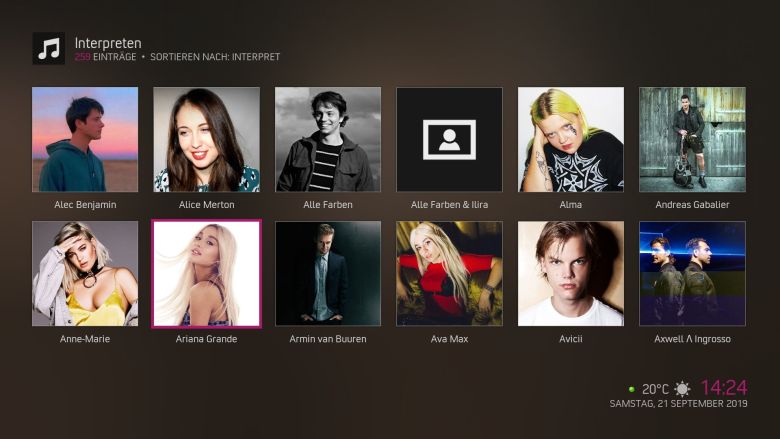 Interpreten
259 EINTRÄGE • SORTIEREN NACH: INTERPRET
Alec Benjamin
Alice Merton
Alle Farben
Alle Farben & Ilira
Alma
Andreas Gabalier
Anne-Marie
Ariana Grande
Armin van Buuren
Ava Max
Avicii
Axwell Λ Ingrosso
20°C 14:24
SAMSTAG, 21 SEPTEMBER 2019